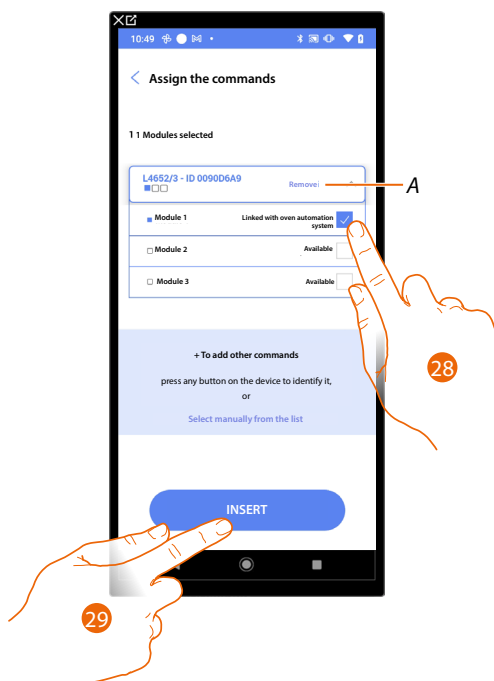 10:49
Assign the commands
1 1 Modules selected
L4652/3 - ID 0090D6A9
Remove
A
Module 1
Linked with oven automation
system
Module 2
Available
Module 3
Available
+ To add other commands
press any button on the device to identify it,
or
Select manually from the list
28
INSERT
29